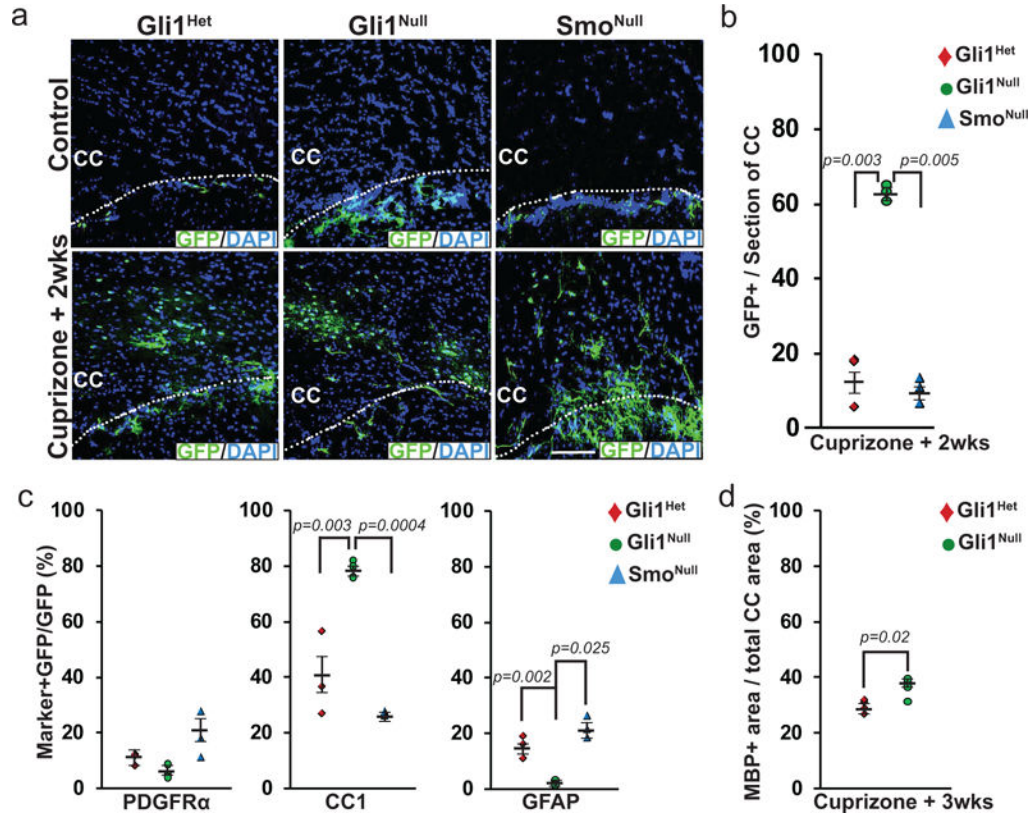 a
Gli1Het
Gli1Null
SmoNull
Control
CC
CC
CC
GFP/DAPI
GFP/DAPI
GFP/DAPI
Cuprizone + 2wks
CC
CC
CC
GFP/DAPI
GFP/DAPI
GFP/DAPI
b
GFP+ / Section of CC
100
80
60
40
20
0
Gli1Het
Gli1Null
SmoNull
p=0.003
p=0.005
Cuprizone + 2wks
c
Marker+GFP/GFP (%)
100
80
60
40
20
0
PDGFRα
100
80
60
40
20
0
p=0.003
p=0.0004
CC1
100
80
60
40
20
0
p=0.002
p=0.025
GFAP
Gli1Het
Gli1Null
SmoNull
d
MBP+ area / total CC area (%)
100
80
60
40
20
0
Gli1Het
Gli1Null
p=0.02
Cuprizone + 3wks